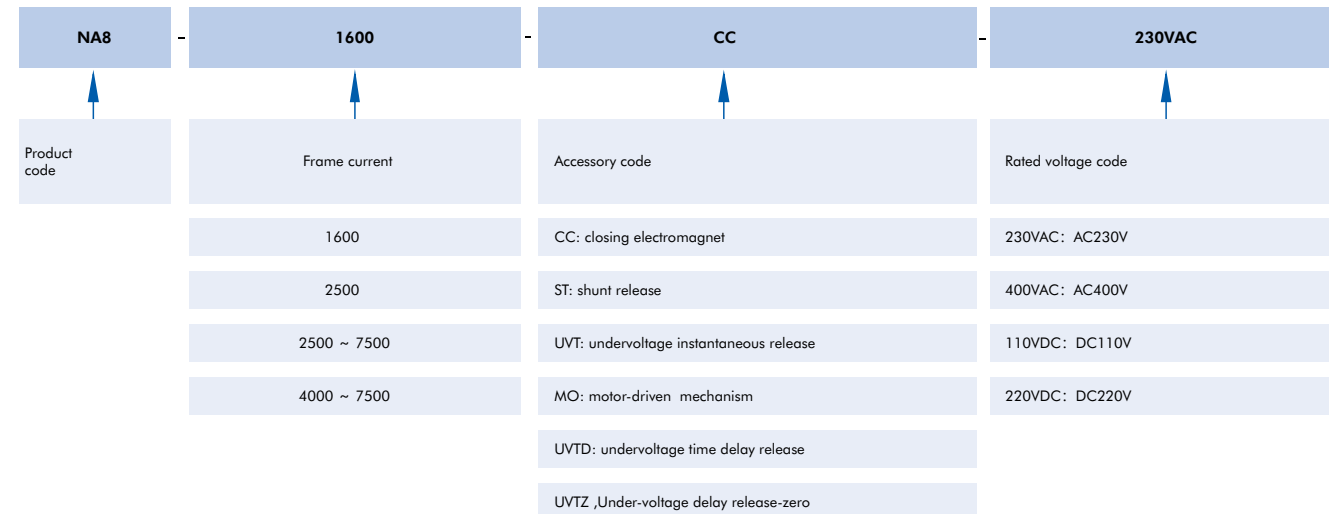 NA8 - 1600 - CC - 230VAC
Product
code
Frame current
Accessory code
Rated voltage code
1600
CC: closing electromagnet
230VAC: AC230V
2500
ST: shunt release
400VAC: AC400V
2500 ~ 7500
UVT: undervoltage instantaneous release
110VDC: DC110V
4000 ~ 7500
MO: motor-driven mechanism
220VDC: DC220V
UVTD: undervoltage time delay release
UVTZ ,Under-voltage delay release-zero